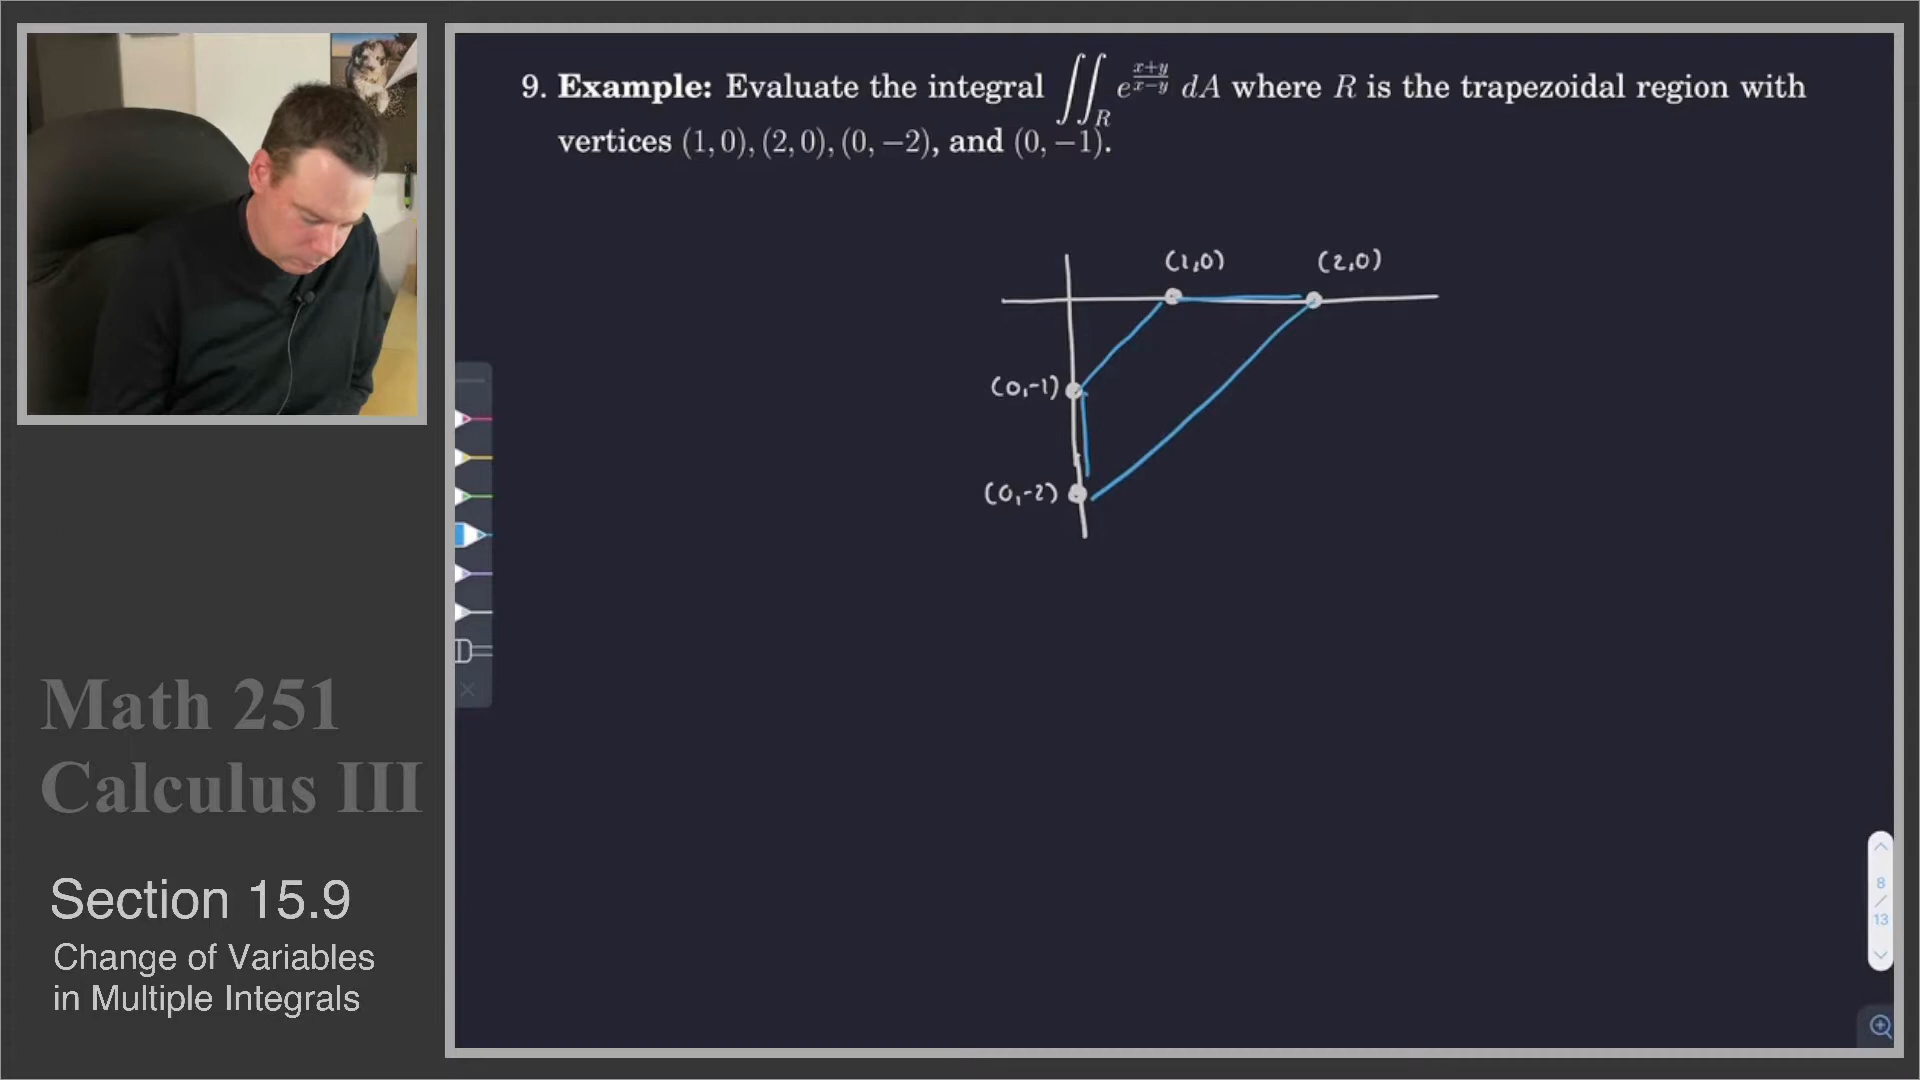 9. Example: Evaluate the integral ∬_R e^{\frac{x+y}{x-y}} dA where R is the trapezoidal region with
vertices (1, 0), (2, 0), (0, −2), and (0, −1).
(1,0)
(2,0)
(0,-1)
(0,-2)
Math 251
Calculus III
Section 15.9
Change of Variables
in Multiple Integrals
8
/
13